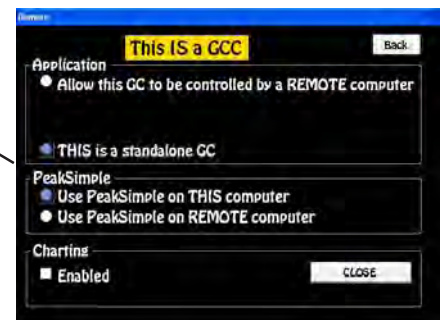 Remote
This IS a GCC
Back
Application
Allow this GC to be controlled by a REMOTE computer
THIS is a standalone GC
PeakSimple
Use PeakSimple on THIS computer
Use PeakSimple on REMOTE computer
Charting
Enabled
CLOSE